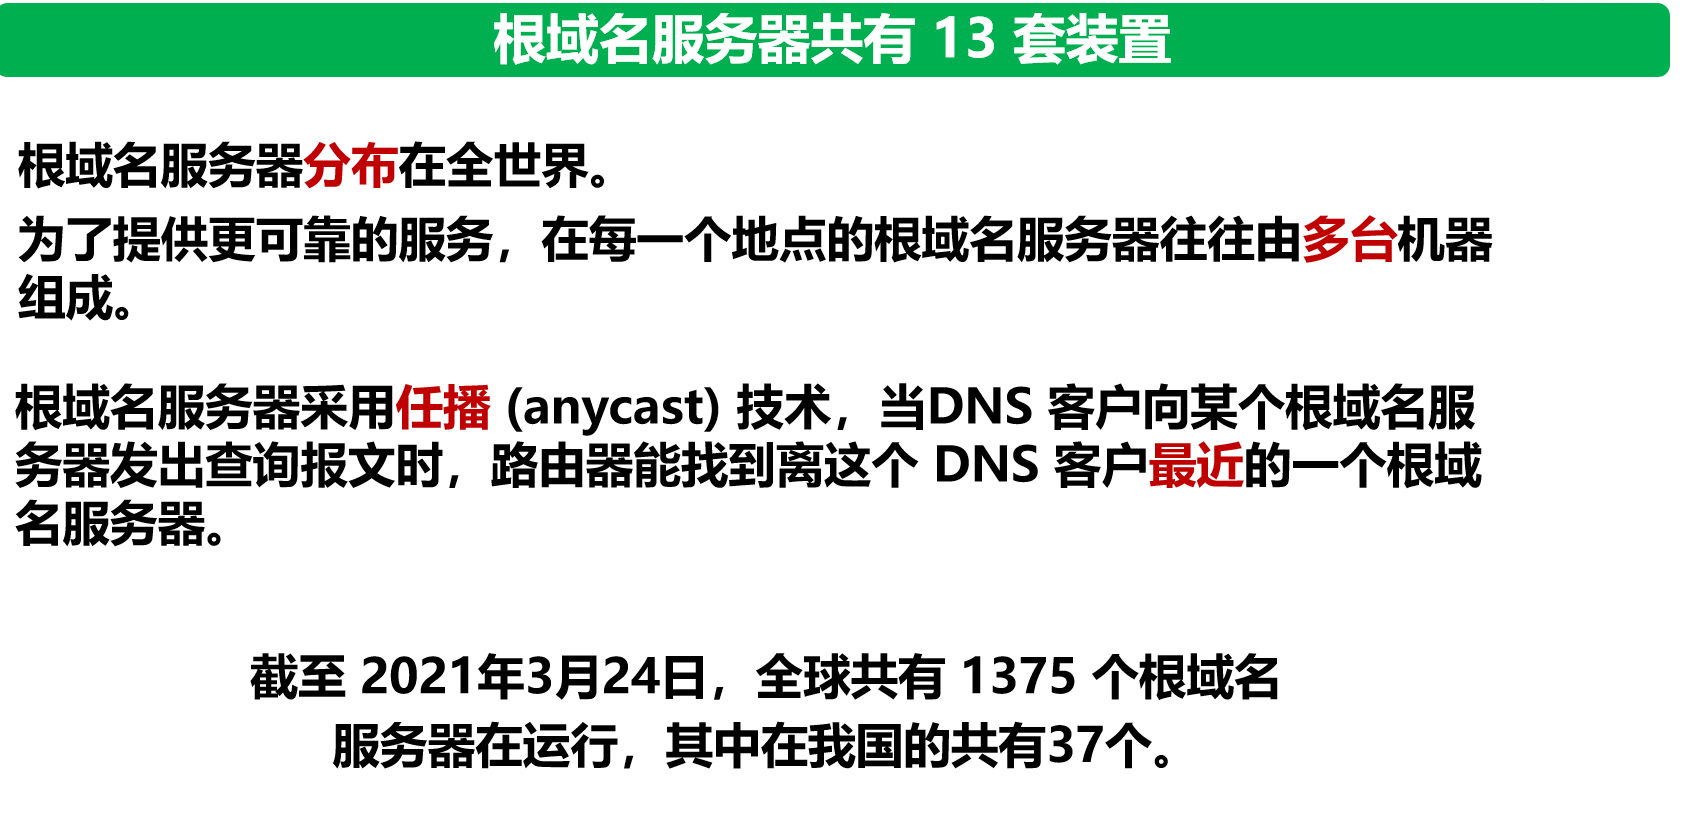 根域名服务器共有 13 套装置
根域名服务器分布在全世界。
为了提供更可靠的服务，在每一个地点的根域名服务器往往由多台机器
组成。
根域名服务器采用任播 (anycast) 技术，当DNS 客户向某个根域名服
务器发出查询报文时，路由器能找到离这个 DNS 客户最近的一个根域
名服务器。
截至 2021年3月24日，全球共有 1375 个根域名
服务器在运行，其中在我国的共有37个。